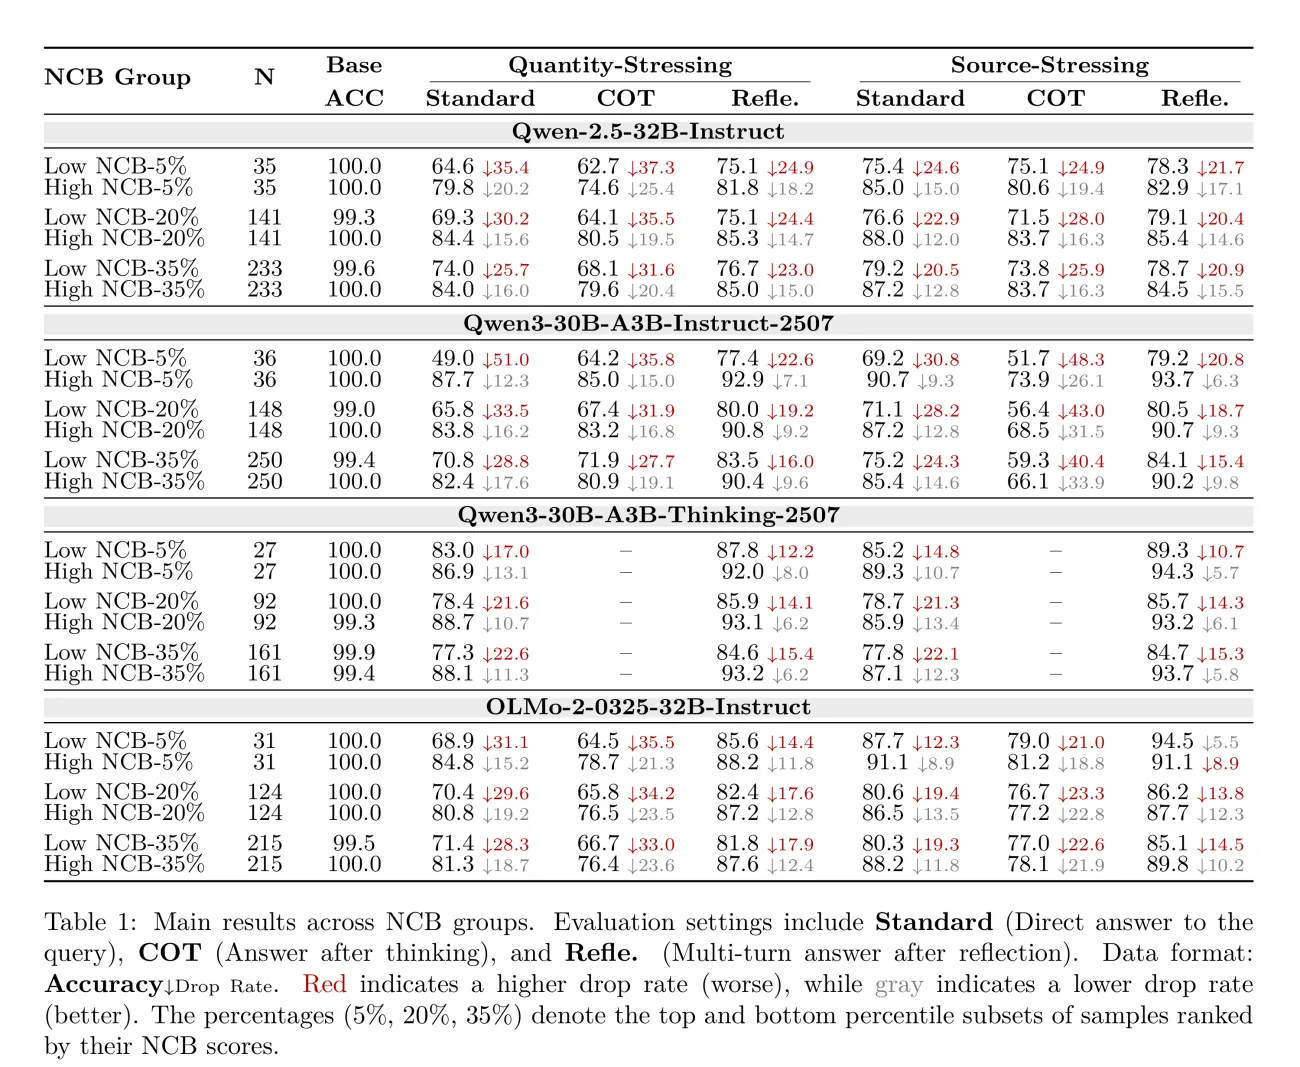 NCB Group N Base Quantity-Stressing Source-Stressing
ACC Standard COT Refle. Standard COT Refle.
Qwen-2.5-32B-Instruct
Low NCB-5% 35 100.0 64.6 ↓35.4 62.7 ↓37.3 75.1 ↓24.9 75.4 ↓24.6 75.1 ↓24.9 78.3 ↓21.7
High NCB-5% 35 100.0 79.8 ↓20.2 74.6 ↓25.4 81.8 ↓18.2 85.0 ↓15.0 80.6 ↓19.4 82.9 ↓17.1
Low NCB-20% 141 99.3 69.3 ↓30.2 64.1 ↓35.5 75.1 ↓24.4 76.6 ↓22.9 71.5 ↓28.0 79.1 ↓20.4
High NCB-20% 141 100.0 84.4 ↓15.6 80.5 ↓19.5 85.3 ↓14.7 88.0 ↓12.0 83.7 ↓16.3 85.4 ↓14.6
Low NCB-35% 233 99.6 74.0 ↓25.7 68.1 ↓31.6 76.7 ↓23.0 79.2 ↓20.5 73.8 ↓25.9 78.7 ↓20.9
High NCB-35% 233 100.0 84.0 ↓16.0 79.6 ↓20.4 85.0 ↓15.0 87.2 ↓12.8 83.7 ↓16.3 84.5 ↓15.5
Qwen3-30B-A3B-Instruct-2507
Low NCB-5% 36 100.0 49.0 ↓51.0 64.2 ↓35.8 77.4 ↓22.6 69.2 ↓30.8 51.7 ↓48.3 79.2 ↓20.8
High NCB-5% 36 100.0 87.7 ↓12.3 85.0 ↓15.0 92.9 ↓7.1 90.7 ↓9.3 73.9 ↓26.1 93.7 ↓6.3
Low NCB-20% 148 99.0 65.8 ↓33.5 67.4 ↓31.9 80.0 ↓19.2 71.1 ↓28.2 56.4 ↓43.0 80.5 ↓18.7
High NCB-20% 148 100.0 83.8 ↓16.2 83.2 ↓16.8 90.8 ↓9.2 87.2 ↓12.8 68.5 ↓31.5 90.7 ↓9.3
Low NCB-35% 250 99.4 70.8 ↓28.8 71.9 ↓27.7 83.5 ↓16.0 75.2 ↓24.3 59.3 ↓40.4 84.1 ↓15.4
High NCB-35% 250 100.0 82.4 ↓17.6 80.9 ↓19.1 90.4 ↓9.6 85.4 ↓14.6 66.1 ↓33.9 90.2 ↓9.8
Qwen3-30B-A3B-Thinking-2507
Low NCB-5% 27 100.0 83.0 ↓17.0 – 87.8 ↓12.2 85.2 ↓14.8 – 89.3 ↓10.7
High NCB-5% 27 100.0 86.9 ↓13.1 – 92.0 ↓8.0 89.3 ↓10.7 – 94.3 ↓5.7
Low NCB-20% 92 100.0 78.4 ↓21.6 – 85.9 ↓14.1 78.7 ↓21.3 – 85.7 ↓14.3
High NCB-20% 92 99.3 88.7 ↓10.7 – 93.1 ↓6.2 85.9 ↓13.4 – 93.2 ↓6.1
Low NCB-35% 161 99.9 77.3 ↓22.6 – 84.6 ↓15.4 77.8 ↓22.1 – 84.7 ↓15.3
High NCB-35% 161 99.4 88.1 ↓11.3 – 93.2 ↓6.2 87.1 ↓12.3 – 93.7 ↓5.8
OLMo-2-0325-32B-Instruct
Low NCB-5% 31 100.0 68.9 ↓31.1 64.5 ↓35.5 85.6 ↓14.4 87.7 ↓12.3 79.0 ↓21.0 94.5 ↓5.5
High NCB-5% 31 100.0 84.8 ↓15.2 78.7 ↓21.3 88.2 ↓11.8 91.1 ↓8.9 81.2 ↓18.8 91.1 ↓8.9
Low NCB-20% 124 100.0 70.4 ↓29.6 65.8 ↓34.2 82.4 ↓17.6 80.6 ↓19.4 76.7 ↓23.3 86.2 ↓13.8
High NCB-20% 124 100.0 80.8 ↓19.2 76.5 ↓23.5 87.2 ↓12.8 86.5 ↓13.5 77.2 ↓22.8 87.7 ↓12.3
Low NCB-35% 215 99.5 71.4 ↓28.3 66.7 ↓33.0 81.8 ↓17.9 80.3 ↓19.3 77.0 ↓22.6 85.1 ↓14.5
High NCB-35% 215 100.0 81.3 ↓18.7 76.4 ↓23.6 87.6 ↓12.4 88.2 ↓11.8 78.1 ↓21.9 89.8 ↓10.2
Table 1: Main results across NCB groups. Evaluation settings include Standard (Direct answer to the
query), COT (Answer after thinking), and Refle. (Multi-turn answer after reflection). Data format:
Accuracy↓Drop Rate. Red indicates a higher drop rate (worse), while gray indicates a lower drop rate
(better). The percentages (5%, 20%, 35%) denote the top and bottom percentile subsets of samples ranked
by their NCB scores.